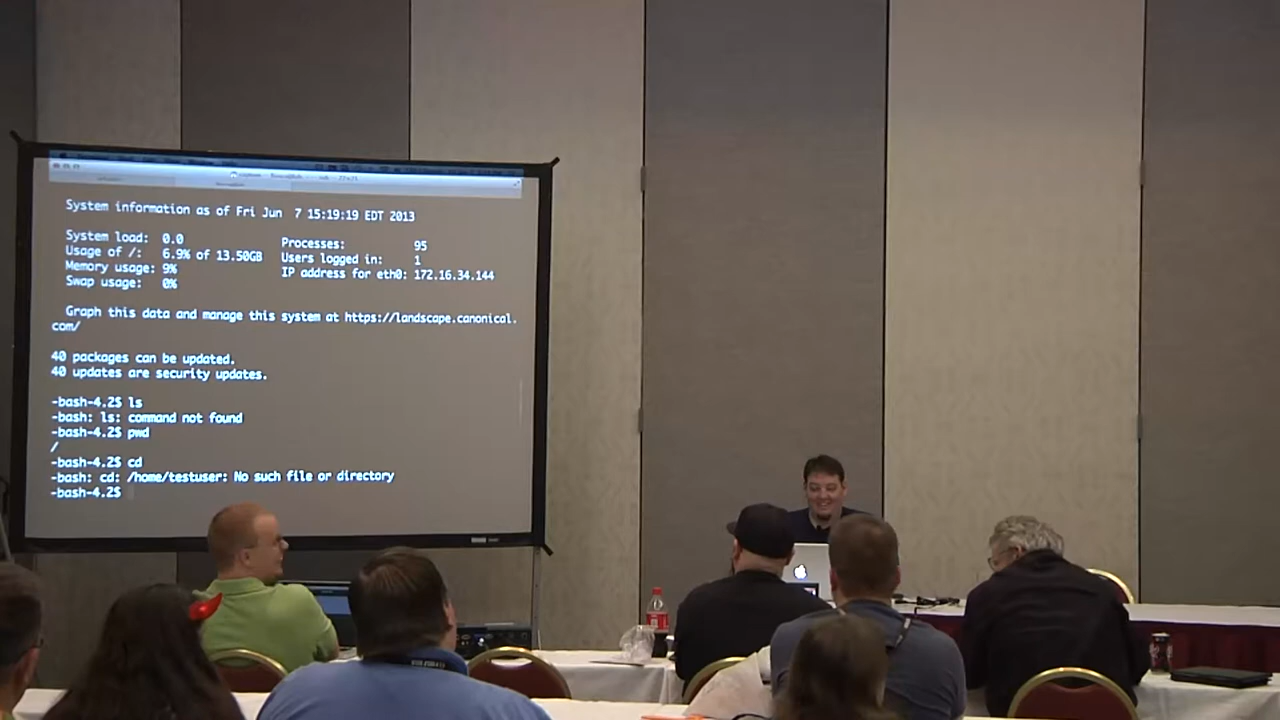 System information as of Fri Jun 7 15:19:19 EDT 2013
System load: 0.0 Processes: 95
Usage of /: 6.9% of 13.50GB Users logged in: 1
Memory usage: 9% IP address for eth0: 172.16.34.144
Swap usage: 0%
Graph this data and manage this system at https://landscape.canonical.
com/
40 packages can be updated.
40 updates are security updates.
-bash-4.2$ ls
-bash: ls: command not found
-bash-4.2$ pwd
/
-bash-4.2$ cd
-bash: cd: /home/testuser: No such file or directory
-bash-4.2$